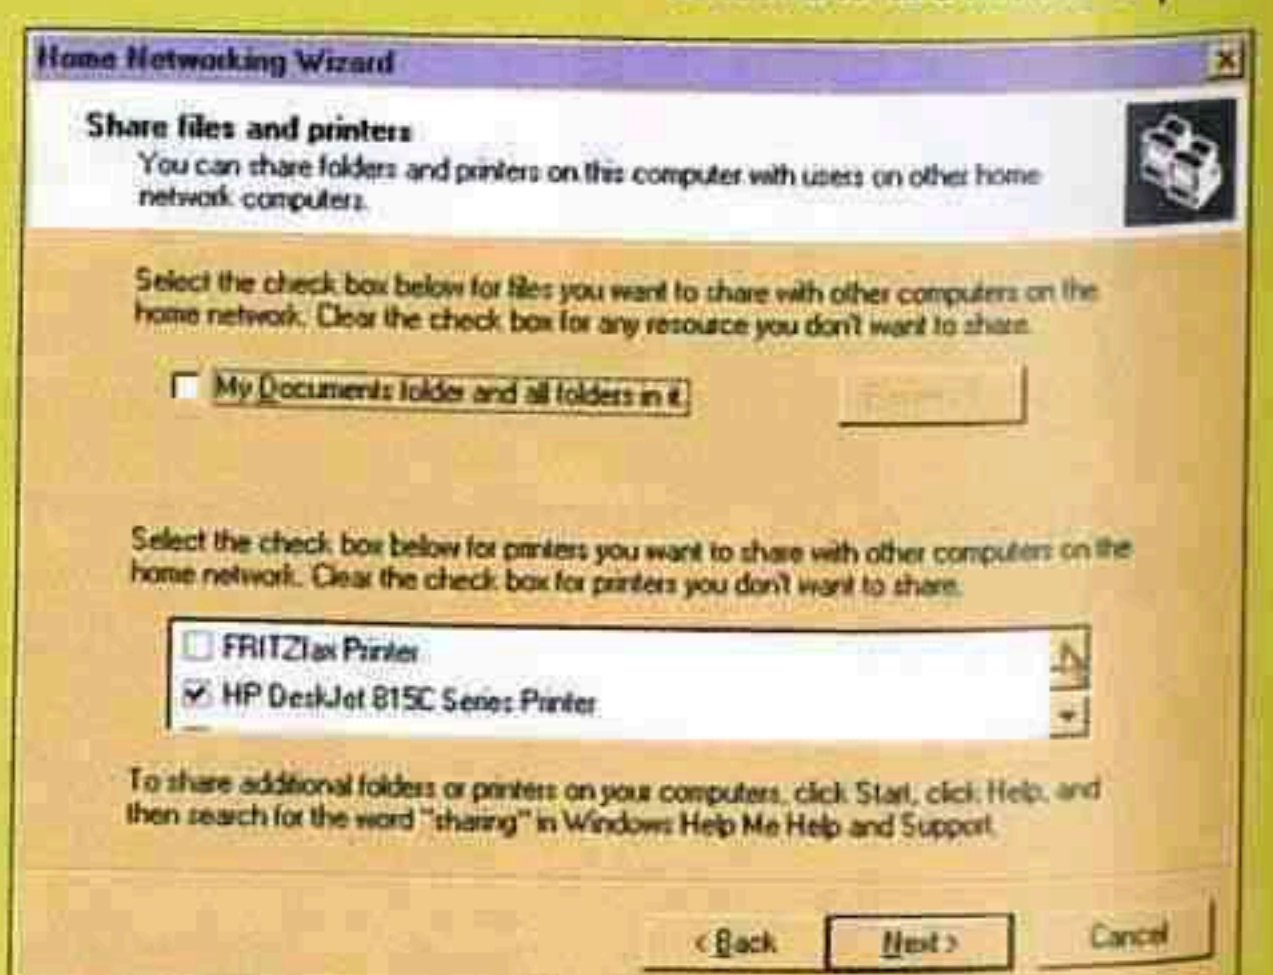 Home Networking Wizard
Share files and printers
You can share folders and printers on this computer with users on other home
network computers.
Select the check box below for files you want to share with other computers on the
home network. Clear the check box for any resource you don't want to share.
My Documents folder and all folders in it.
Select the check box below for printers you want to share with other computers on the
home network. Clear the check box for printers you don't want to share.
FRITZfax Printer
HP DeskJet 815C Series Printer
To share additional folders or printers on your computers, click Start, click Help, and
then search for the word "sharing" in Windows Help Me Help and Support.
< Back
Next >
Cancel